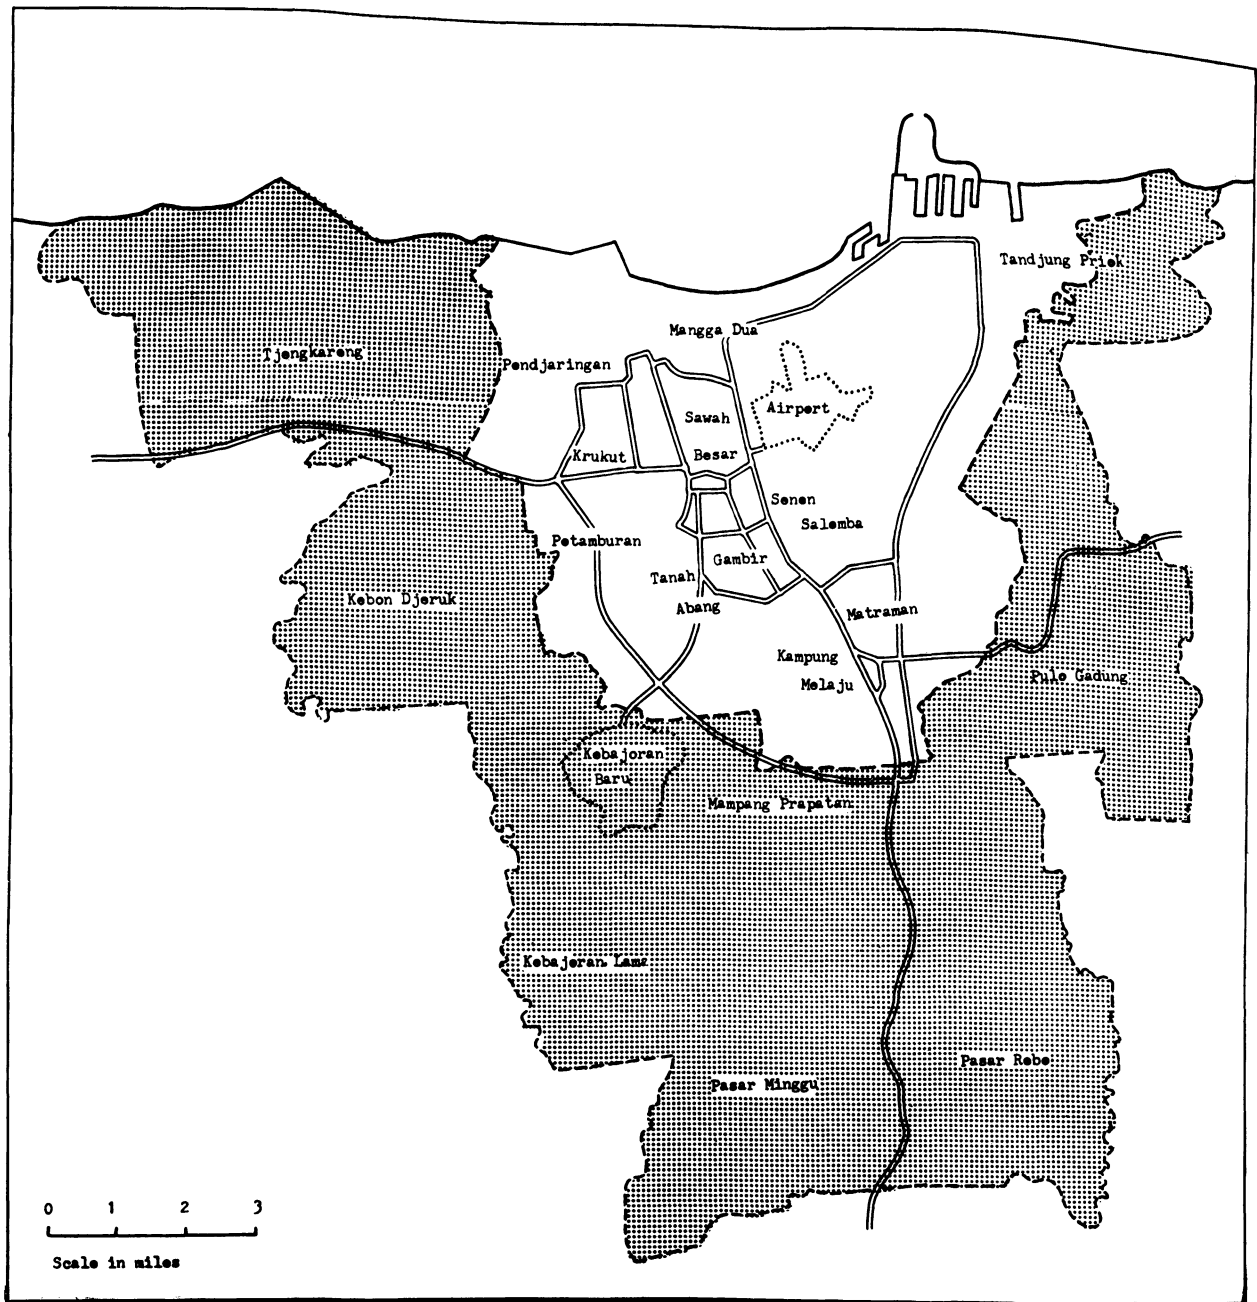 Tandjung Priok
Mangga Dua
Tjengkareng
Pendjaringan
Airport
Sawah
Besar
Krukut
Senen
Salemba
Petamburan
Gambir
Tanah
Abang
Kebon Djeruk
Matraman
Kampung
Melaju
Pulo Gadung
Kebajoran
Baru
Mampang Prapatan
Kebajoran Lama
Pasar Rebo
Pasar Minggu
0 1 2 3
Scale in miles